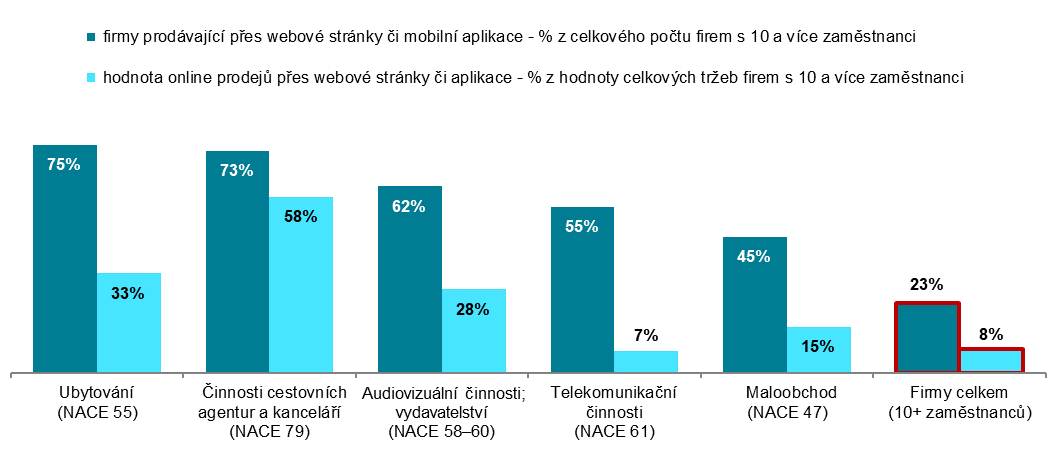 firmy prodávající přes webové stránky či mobilní aplikace - % z celkového počtu firem s 10 a více zaměstnanci
hodnota online prodejů přes webové stránky či aplikace - % z hodnoty celkových tržeb firem s 10 a více zaměstnanci
75%
33%
73%
58%
62%
28%
55%
7%
45%
15%
23%
8%
Ubytování
(NACE 55)
Činnosti cestovních
agentur a kanceláří
(NACE 79)
Audiovizuální činnosti;
vydavatelství
(NACE 58–60)
Telekomunikační
činnosti
(NACE 61)
Maloobchod
(NACE 47)
Firmy celkem
(10+ zaměstnanců)